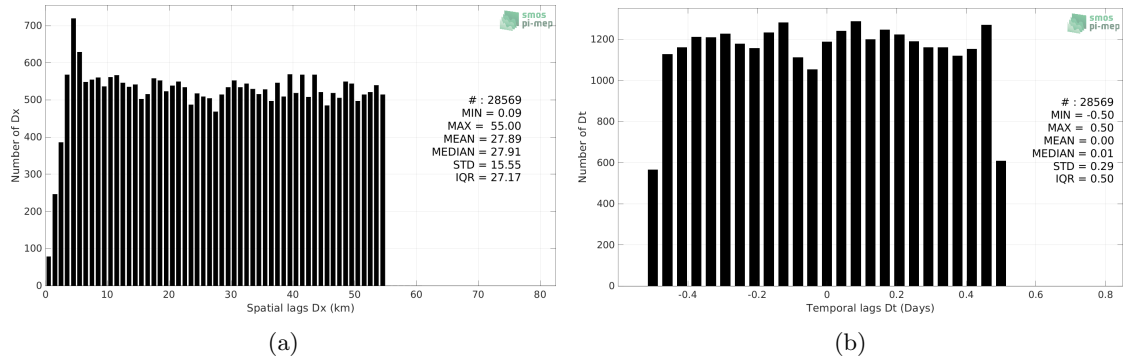 smos
pi-mep
700
600
500
400
300
200
100
0
Number of Dx
# : 28569
MIN = 0.09
MAX = 55.00
MEAN = 27.89
MEDIAN = 27.91
STD = 15.55
IQR = 27.17
0 10 20 30 40 50 60 70 80
Spatial lags Dx (km)
(a)
smos
pi-mep
1200
1000
800
600
400
200
0
Number of Dt
# : 28569
MIN = -0.50
MAX = 0.50
MEAN = 0.00
MEDIAN = 0.01
STD = 0.29
IQR = 0.50
-0.4 -0.2 0 0.2 0.4 0.6 0.8
Temporal lags Dt (Days)
(b)